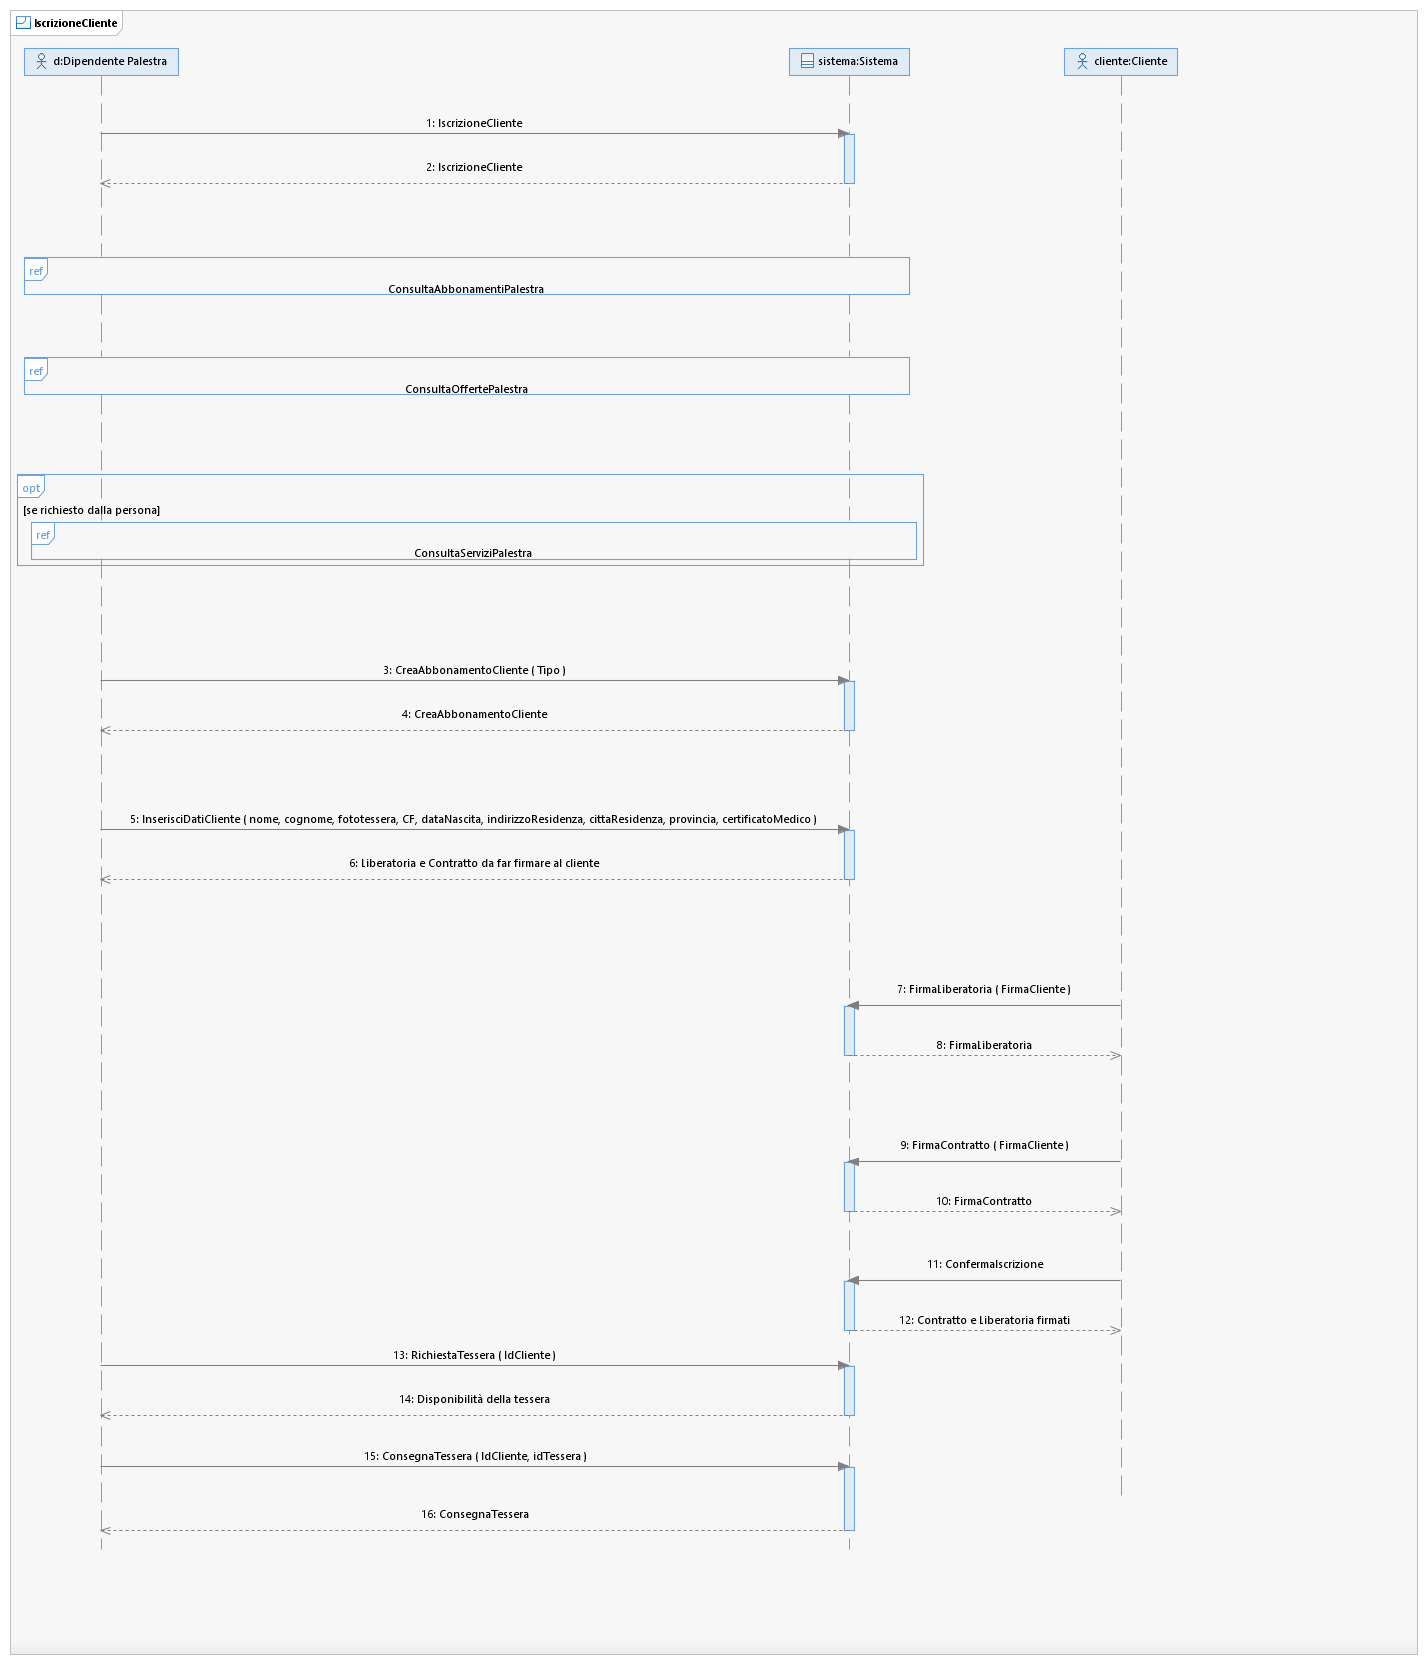 IscrizioneCliente
d:Dipendente Palestra
sistema:Sistema
cliente:Cliente
1: IscrizioneCliente
2: IscrizioneCliente
ref
ConsultaAbbonamentiPalestra
ref
ConsultaOffertePalestra
opt
[se richiesto dalla persona]
ref
ConsultaServiziPalestra
3: CreaAbbonamentoCliente ( Tipo )
4: CreaAbbonamentoCliente
5: InserisciDatiCliente ( nome, cognome, fototessera, CF, dataNascita, indirizzoResidenza, cittaResidenza, provincia, certificatoMedico )
6: Liberatoria e Contratto da far firmare al cliente
7: FirmaLiberatoria ( FirmaCliente )
8: FirmaLiberatoria
9: FirmaContratto ( FirmaCliente )
10: FirmaContratto
11: ConfermaIscrizione
12: Contratto e Liberatoria firmati
13: RichiestaTessera ( IdCliente )
14: Disponibilità della tessera
15: ConsegnaTessera ( IdCliente, idTessera )
16: ConsegnaTessera